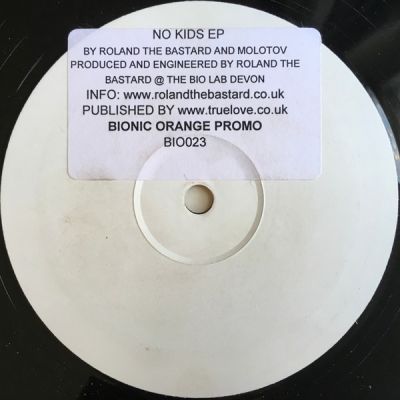 NO KIDS EP
BY ROLAND THE BASTARD AND MOLOTOV
PRODUCED AND ENGINEERED BY ROLAND THE
BASTARD @ THE BIO LAB DEVON
INFO: www.rolandthebastard.co.uk
PUBLISHED BY www.truelove.co.uk
BIONIC ORANGE PROMO
BIO023